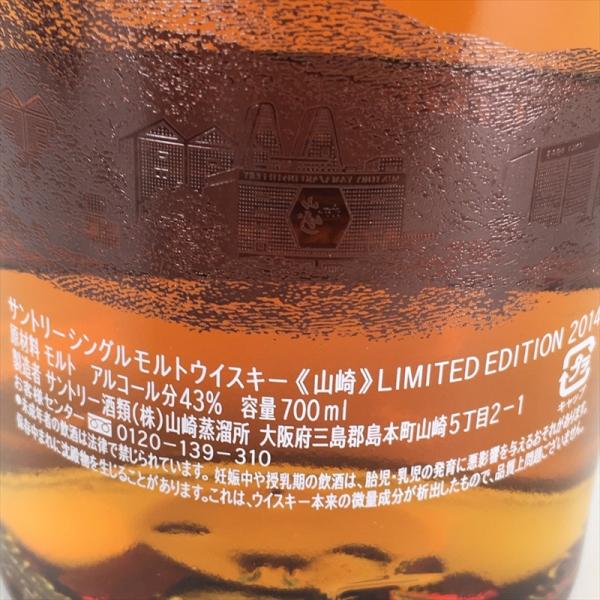 サントリーシングルモルトウイスキー《山崎》LIMITED EDITION 2014
原材料 モルト アルコール分43% 容量700ml
製造者 サントリー酒類(株)山崎蒸溜所 大阪府三島郡島本町山崎5丁目2-1
お客様センター 0120-139-310
キャップ
●未成年者の飲酒は法律で禁じられています。妊娠中や授乳期の飲酒は、胎児・乳児の発育に悪影響を与えるおそれがあります。
保存中まれに沈澱物を生じることがあります。これは、ウイスキー本来の微量成分が析出したもので、品質上問題ございません。